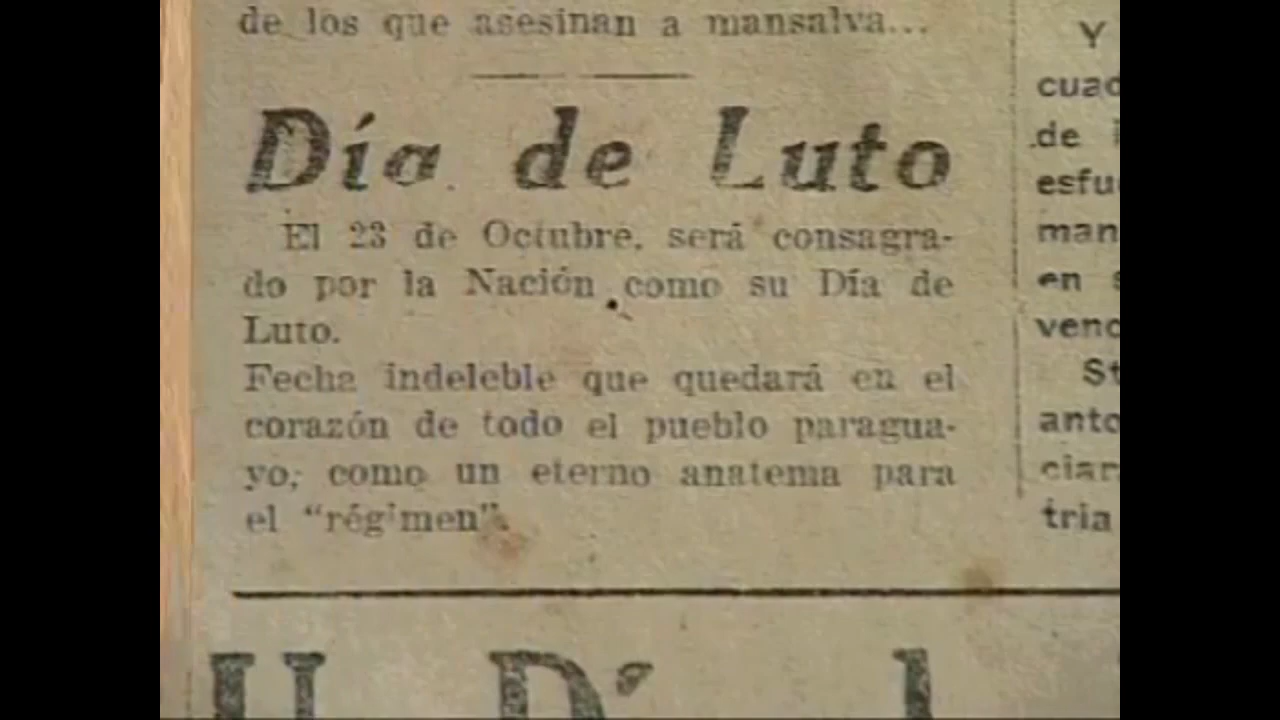 de los que asesinan a mansalva...
Día de Luto
El 23 de Octubre, será consagra-
do por la Nación como su Día de
Luto.
Fecha indeleble que quedará en el
corazón de todo el pueblo paragua-
yo; como un eterno anatema para
el "régimen".
Y
cuad
de
esfu
man
en s
venc
St
anto
ciar
tria